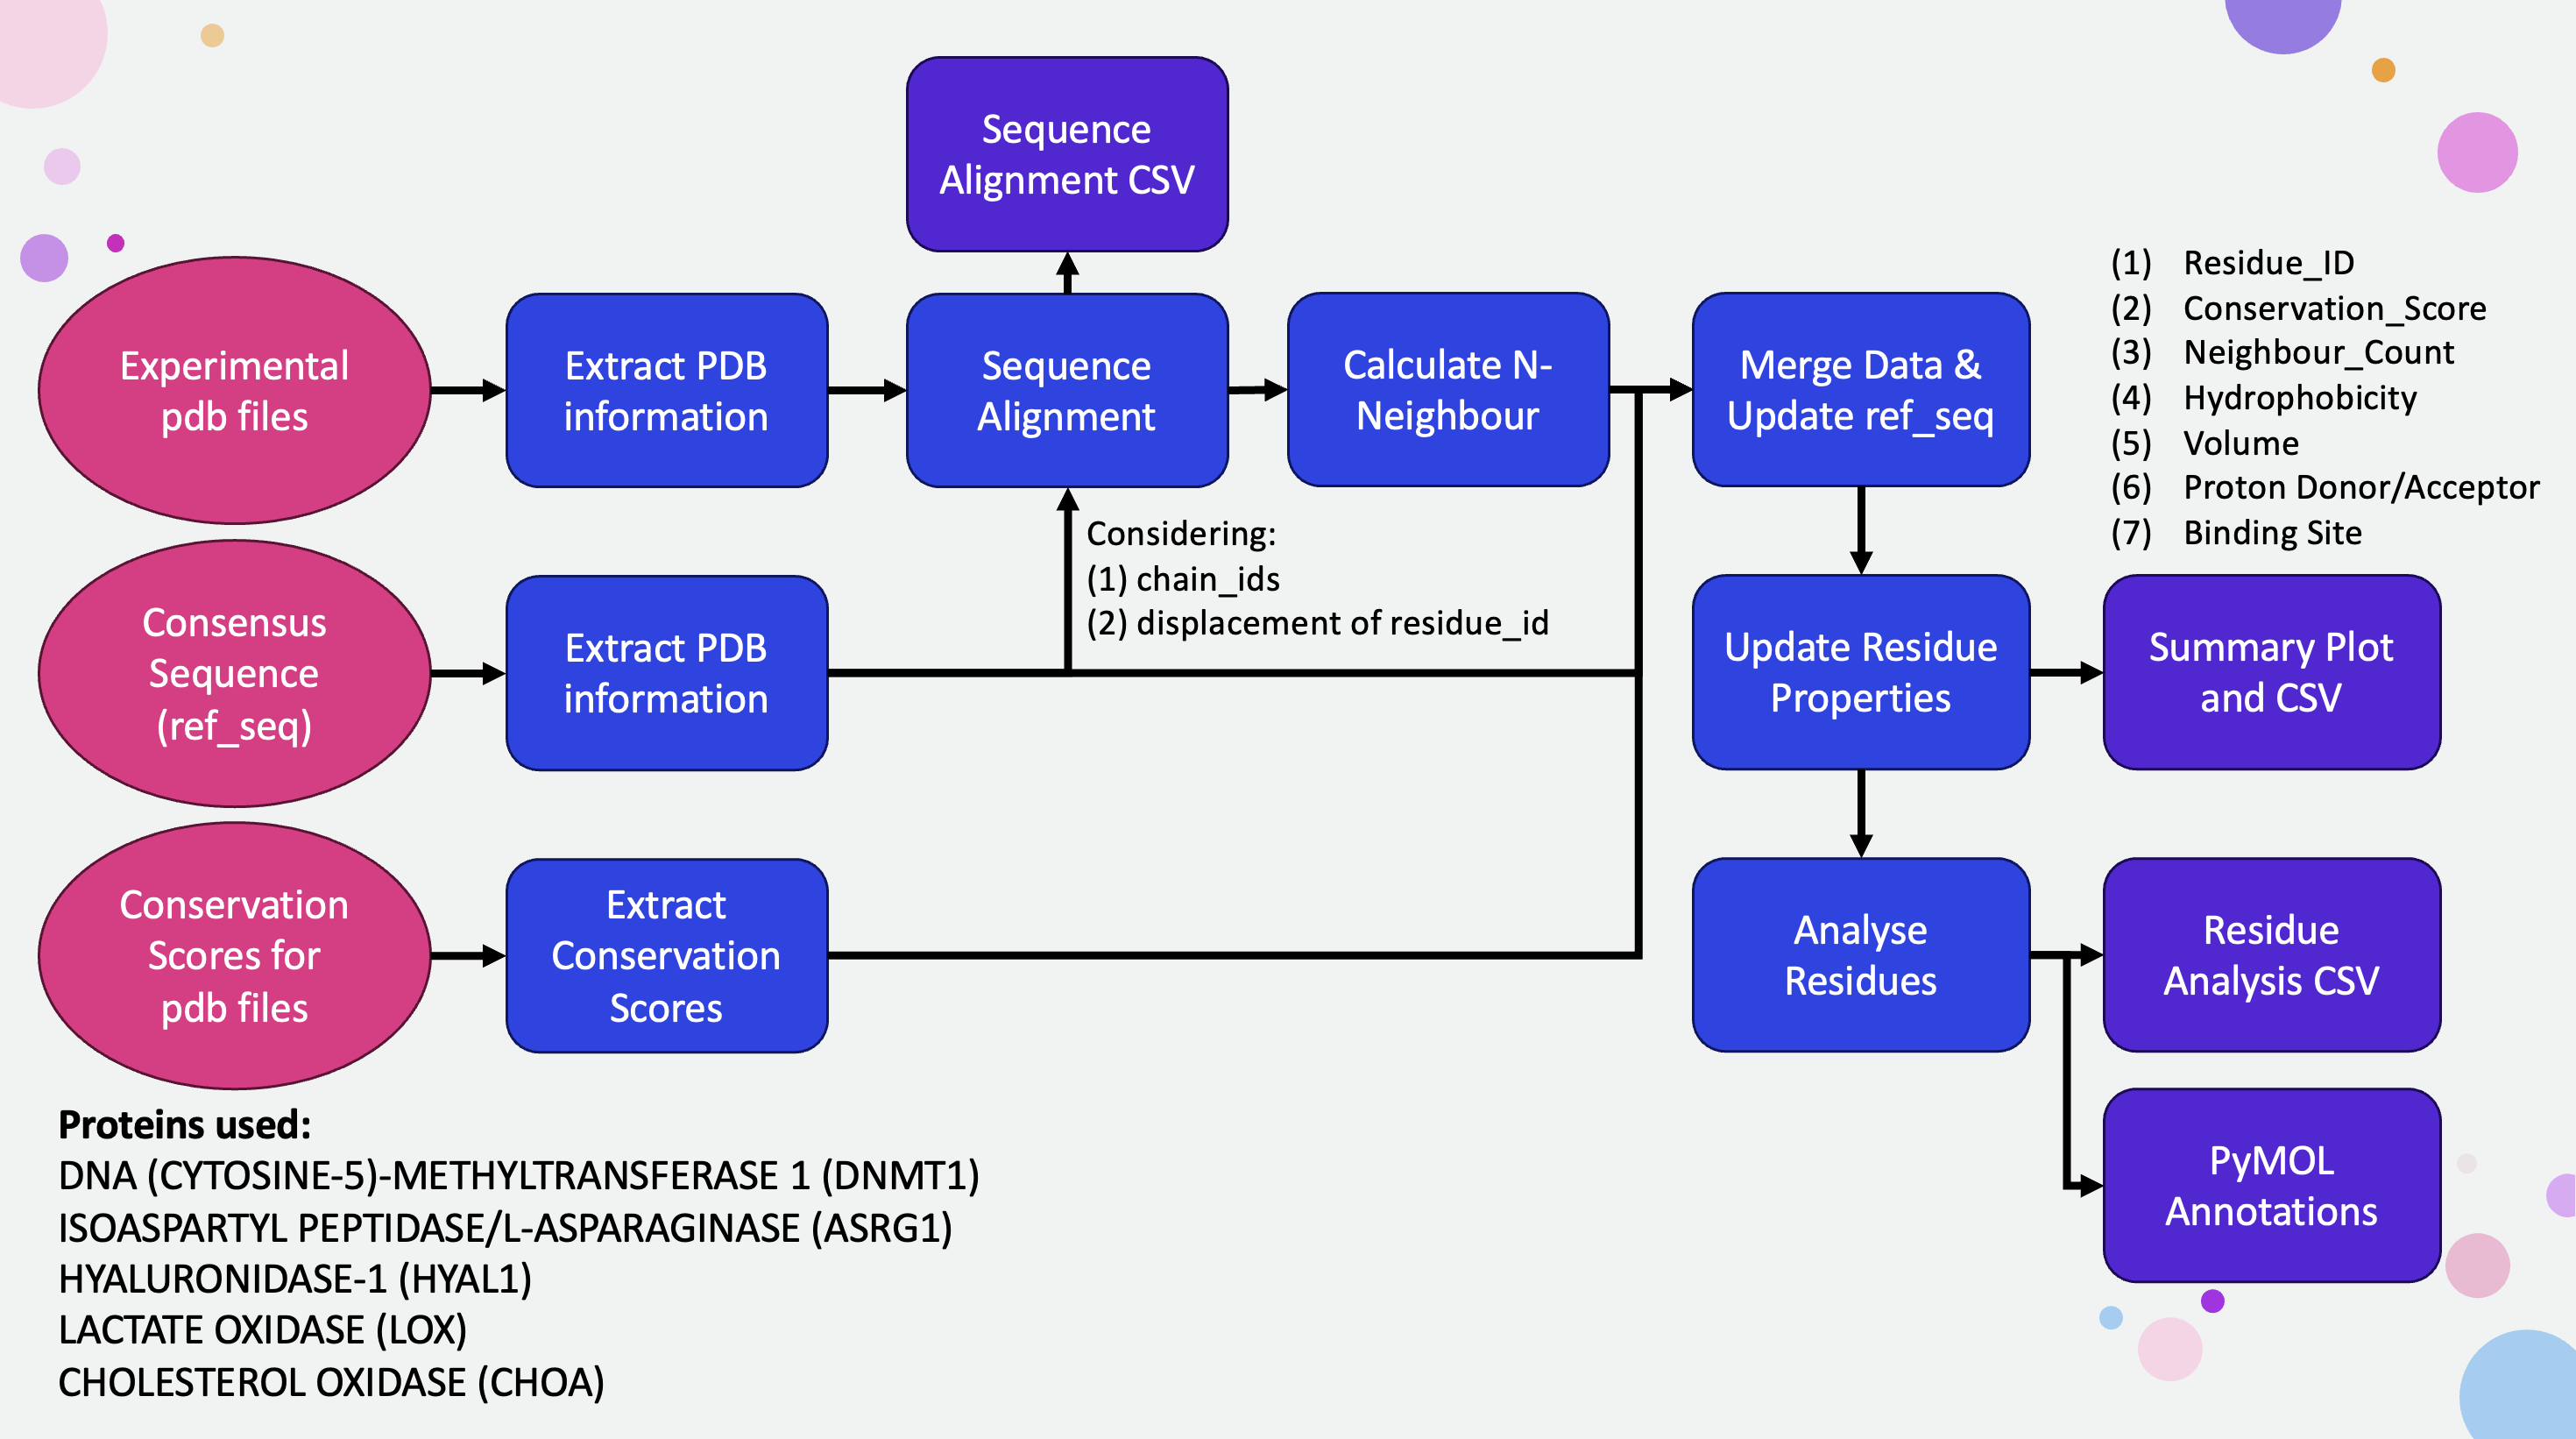 Sequence
Alignment CSV
Experimental
pdb files
Extract PDB
information
Sequence
Alignment
Calculate N-
Neighbour
Merge Data &
Update ref_seq
(1) Residue_ID
(2) Conservation_Score
(3) Neighbour_Count
(4) Hydrophobicity
(5) Volume
(6) Proton Donor/Acceptor
(7) Binding Site
Considering:
(1) chain_ids
(2) displacement of residue_id
Consensus
Sequence
(ref_seq)
Extract PDB
information
Update Residue
Properties
Summary Plot
and CSV
Conservation
Scores for
pdb files
Extract
Conservation
Scores
Analyse
Residues
Residue
Analysis CSV
PyMOL
Annotations
Proteins used:
DNA (CYTOSINE-5)-METHYLTRANSFERASE 1 (DNMT1)
ISOASPARTYL PEPTIDASE/L-ASPARAGINASE (ASRG1)
HYALURONIDASE-1 (HYAL1)
LACTATE OXIDASE (LOX)
CHOLESTEROL OXIDASE (CHOA)